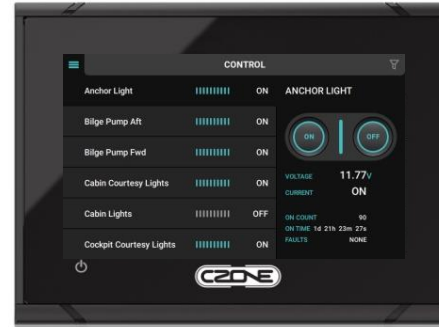 CONTROL
Anchor Light ON
Bilge Pump Aft ON
Bilge Pump Fwd ON
Cabin Courtesy Lights ON
Cabin Lights OFF
Cockpit Courtesy Lights ON
ANCHOR LIGHT
ON OFF
VOLTAGE 11.77V
CURRENT ON
ON COUNT 90
ON TIME 1d 21h 23m 27s
FAULTS NONE
CZONE